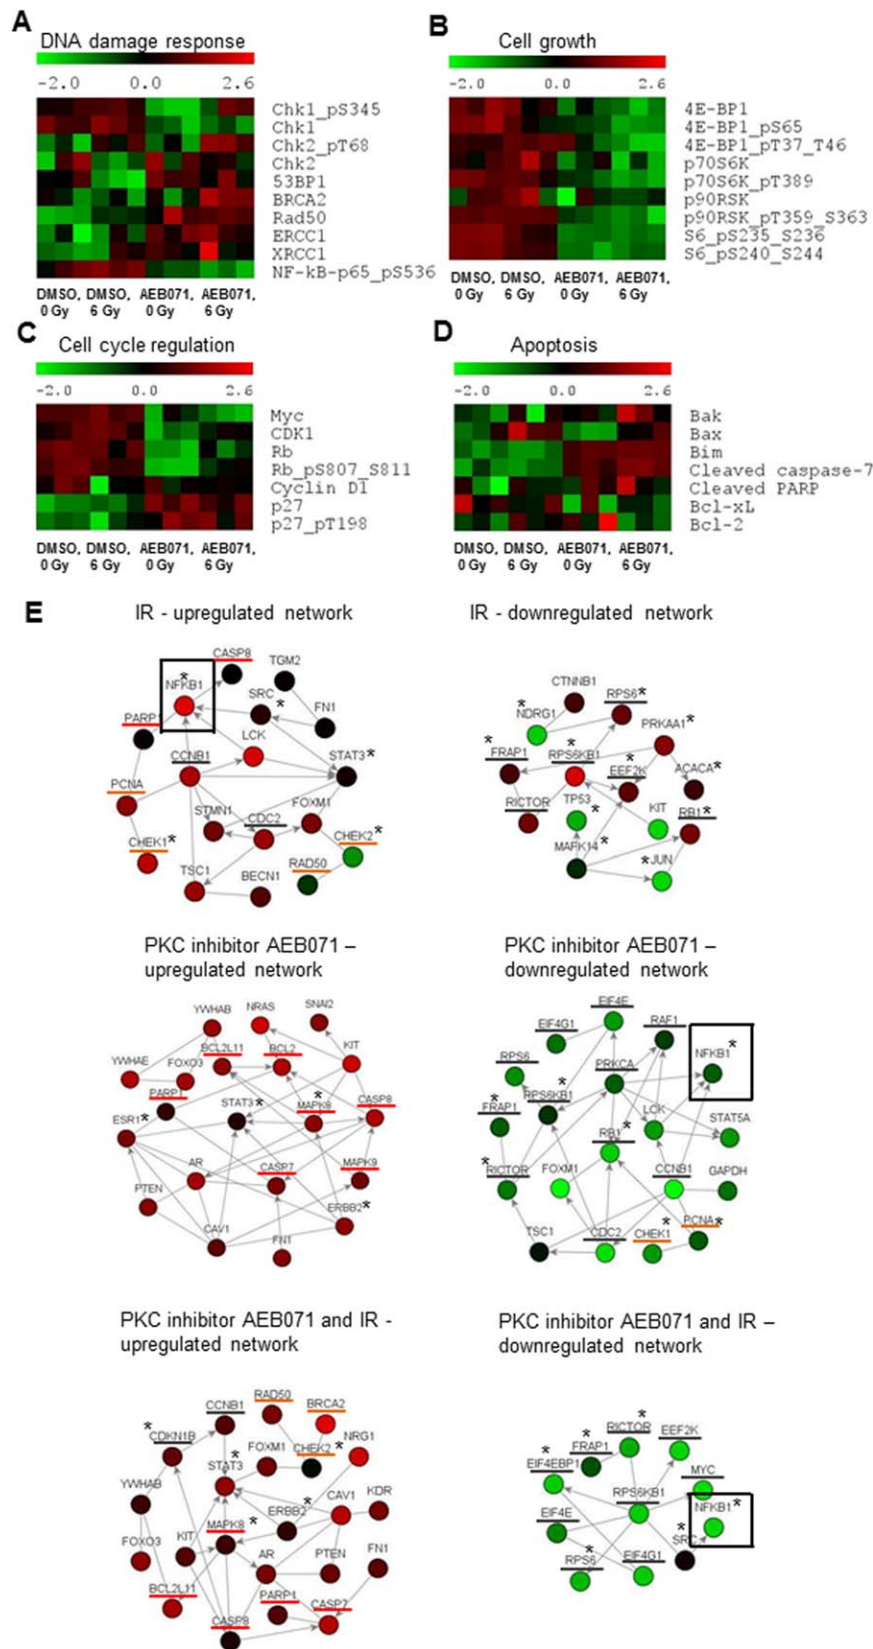 A
DNA damage response
-2.0 0.0 2.6
Chk1_pS345
Chk1
Chk2_pT68
Chk2
53BP1
BRCA2
Rad50
ERCC1
XRCC1
NF-kB-p65_pS536
DMSO, DMSO, AEB071, AEB071,
0 Gy 6 Gy 0 Gy 6 Gy
B
Cell growth
-2.0 0.0 2.6
4E-BP1
4E-BP1_pS65
4E-BP1_pT37_T46
p70S6K
p70S6K_pT389
p90RSK
p90RSK_pT359_S363
S6_pS235_S236
S6_pS240_S244
DMSO, DMSO, AEB071, AEB071,
0 Gy 6 Gy 0 Gy 6 Gy
C
Cell cycle regulation
-2.0 0.0 2.6
Myc
CDK1
Rb
Rb_pS807_S811
Cyclin D1
p27
p27_pT198
DMSO, DMSO, AEB071, AEB071,
0 Gy 6 Gy 0 Gy 6 Gy
D
Apoptosis
-2.0 0.0 2.6
Bak
Bax
Bim
Cleaved caspase-7
Cleaved PARP
Bcl-xL
Bcl-2
DMSO, DMSO, AEB071, AEB071,
0 Gy 6 Gy 0 Gy 6 Gy
E
IR - upregulated network
CASP8
TGM2
*
NFKB1
SRC *
PARP1
FN1
LCK
CCNB1
STAT3 *
PCNA
STMN1
FOXM1
CDC2
CHEK1 *
CHEK2 *
RAD50
TSC1
BECN1
IR - downregulated network
CTNNB1
RPS6 *
* NDRG1
PRKAA1 *
* FRAP1
* RPS6KB1
* EEF2K
ACACA *
RICTOR
TP53
*
KIT
RB1 *
MAPK14 *
* JUN
PKC inhibitor AEB071 –
upregulated network
YWHAB
NRAS
SNAI2
YWHAE
FOXO3
BCL2L11
BCL2
KIT
PARP1
STAT3 *
* MAPK8
CASP8
ESR1 *
AR
CASP7
MAPK9
PTEN
ERBB2 *
CAV1
FN1
PKC inhibitor AEB071 –
downregulated network
EIF4E
EIF4G1
RAF1
NFKB1 *
RPS6
PRKCA
* RPS6KB1
* FRAP1
LCK
STAT5A
RB1 *
* RICTOR
FOXM1
CCNB1
GAPDH
TSC1
CDC2
CHEK1 *
PCNA *
PKC inhibitor AEB071 and IR -
upregulated network
RAD50
CCNB1
BRCA2
* CDKN1B
FOXM1
CHEK2 *
NRG1
* STAT3
YWHAB
CAV1
KDR
ERBB2 *
MAPK8 *
FOXO3
KIT
AR
PTEN
FN1
BCL2L11
PARP1
CASP8
CASP7
PKC inhibitor AEB071 and IR –
downregulated network
*
RICTOR
EEF2K
* FRAP1
* EIF4EBP1
MYC
RPS6KB1
NFKB1 *
EIF4E
* SRC
* RPS6
EIF4G1